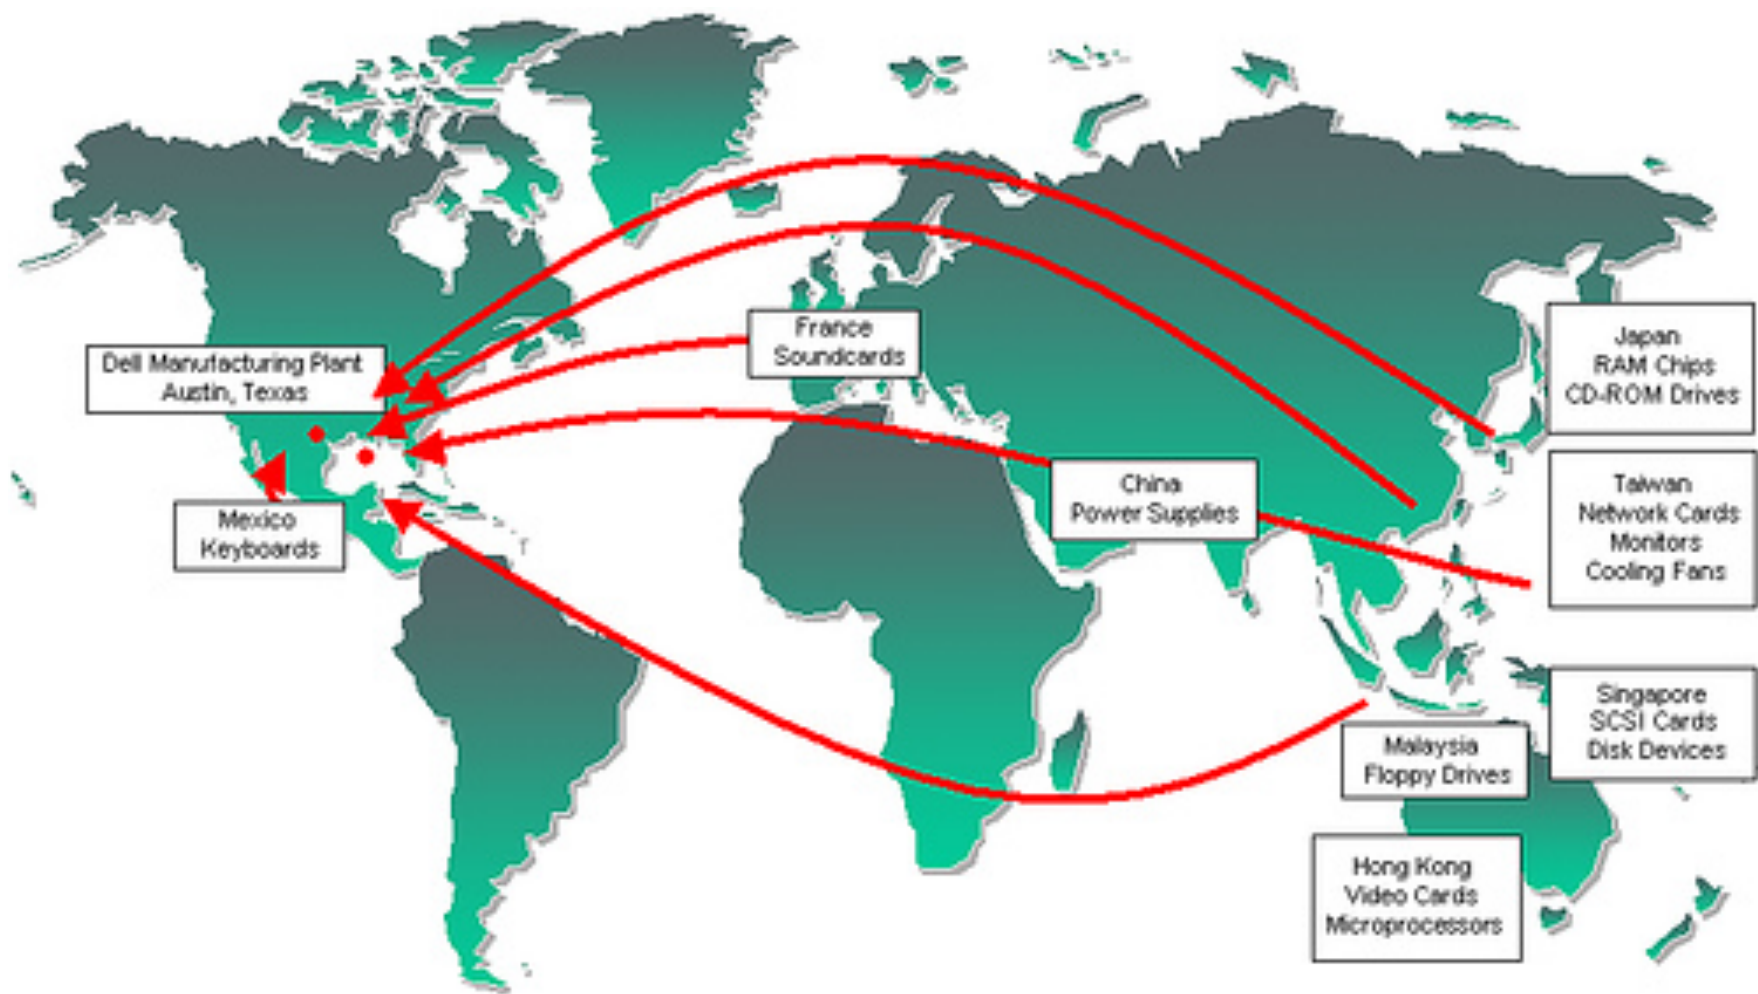 France
Soundcards
Dell Manufacturing Plant
Austin, Texas
Japan
RAM Chips
CD-ROM Drives
China
Power Supplies
Taiwan
Network Cards
Monitors
Cooling Fans
Mexico
Keyboards
Singapore
SCSI Cards
Disk Devices
Malaysia
Floppy Drives
Hong Kong
Video Cards
Microprocessors